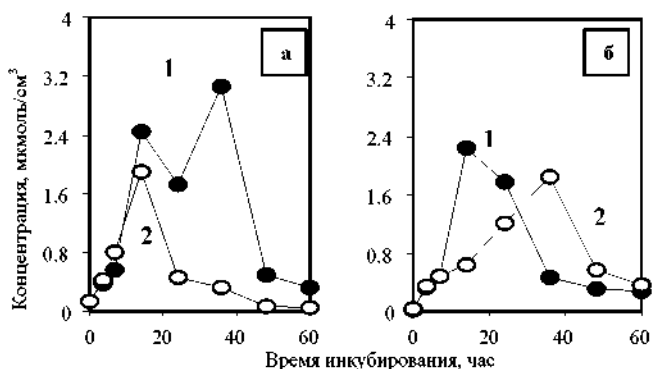 Концентрация, мкмоль/см³
4
3.2
2.4
1.6
0.8
0
1
2
а
0 20 40 60
4
3.2
2.4
1.6
0.8
0
1
2
б
0 20 40 60
Время инкубирования, час